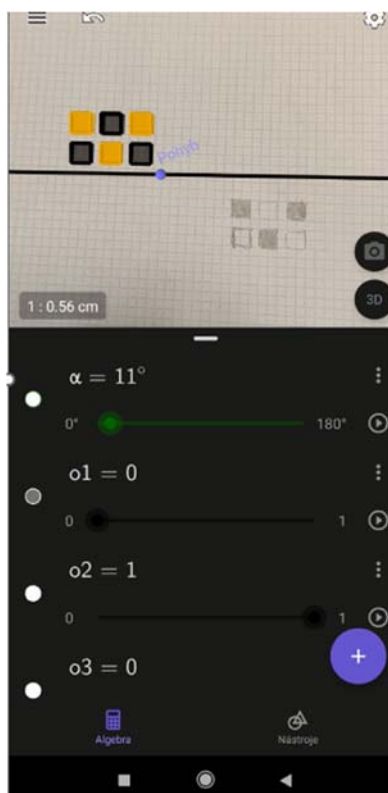 Pohyb
3D
1 : 0.56 cm
α = 11°
0° 180°
o1 = 0
0 1
o2 = 1
0 1
o3 = 0
+
Algebra Nástroje